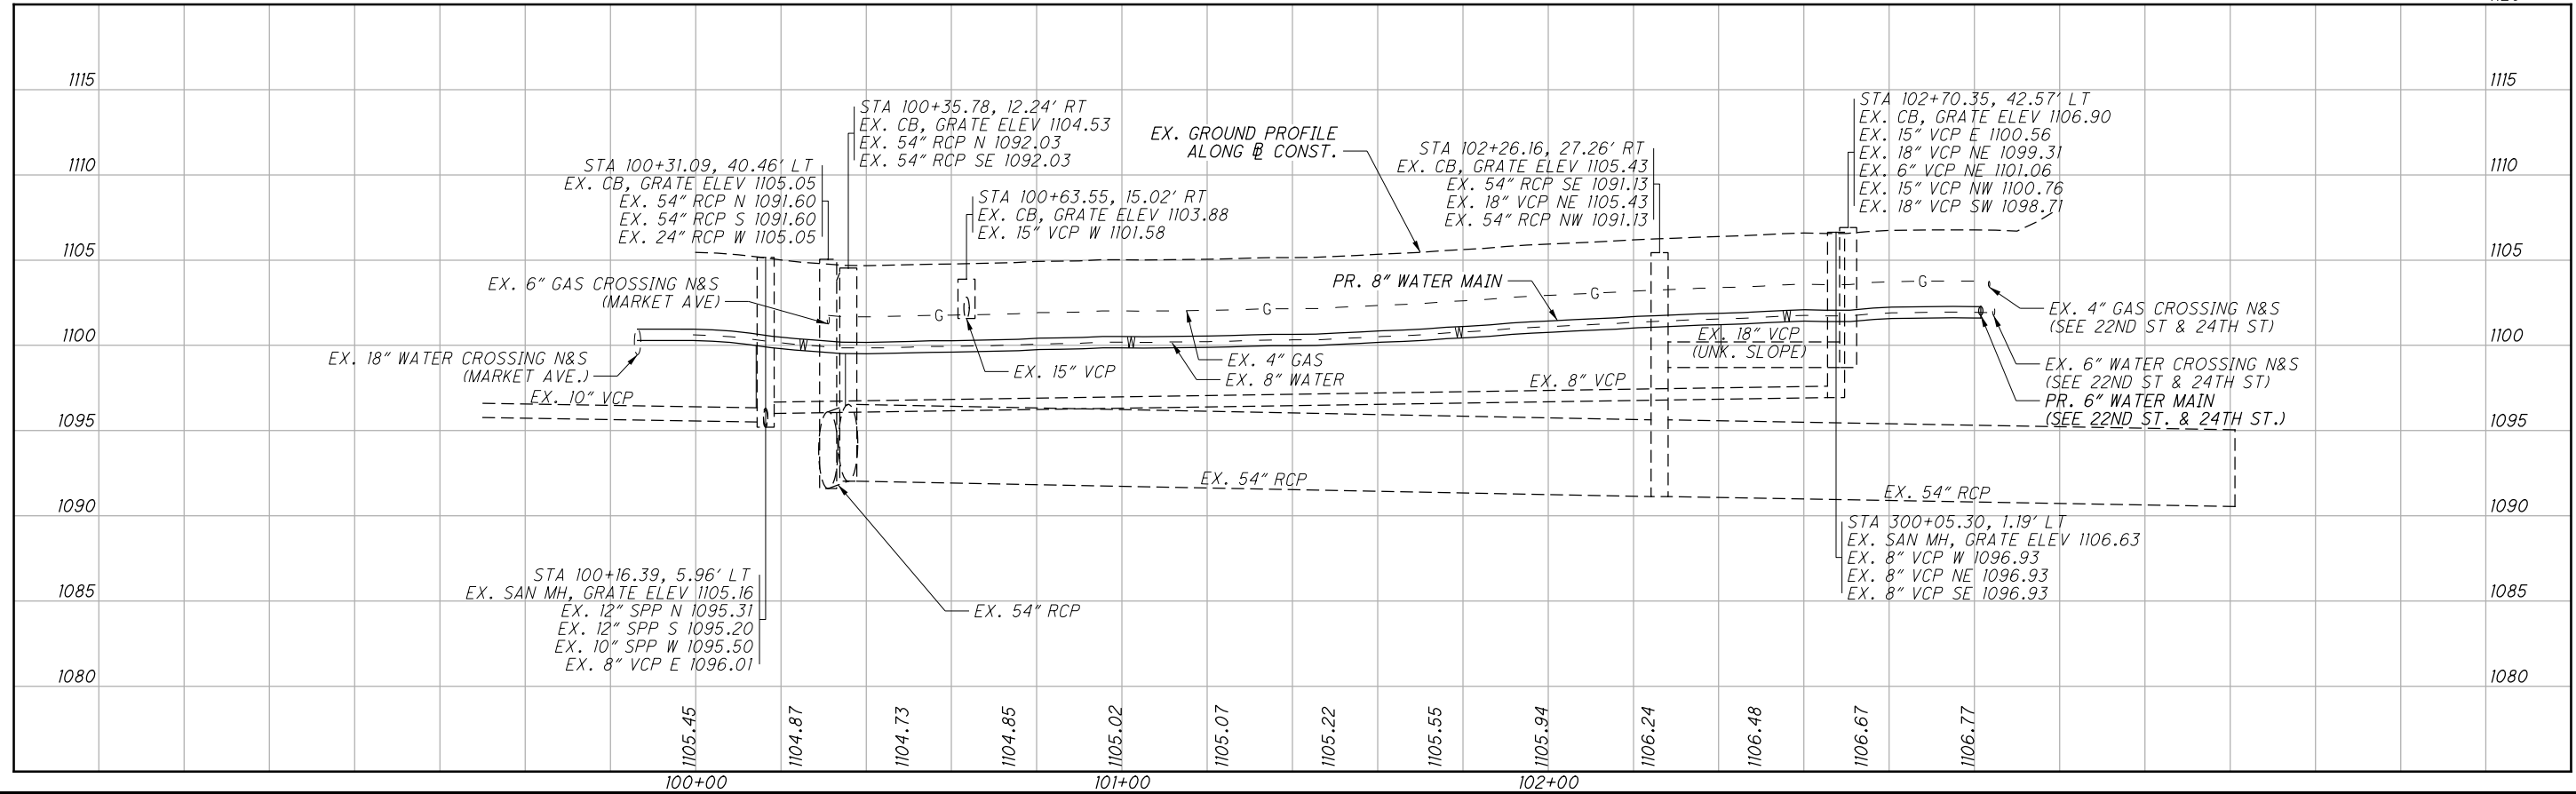 1115
1110
1105
1100
1095
1090
1085
1080
STA 100+31.09, 40.46' LT
EX. CB, GRATE ELEV 1105.05
EX. 54" RCP N 1091.60
EX. 54" RCP S 1091.60
EX. 24" RCP W 1105.05
STA 100+35.78, 12.24' RT
EX. CB, GRATE ELEV 1104.53
EX. 54" RCP N 1092.03
EX. 54" RCP SE 1092.03
STA 100+63.55, 15.02' RT
EX. CB, GRATE ELEV 1103.88
EX. 15" VCP W 1101.58
EX. GROUND PROFILE
ALONG ⅊ CONST.
STA 102+26.16, 27.26' RT
EX. CB, GRATE ELEV 1105.43
EX. 54" RCP SE 1091.13
EX. 18" VCP NE 1105.43
EX. 54" RCP NW 1091.13
STA 102+70.35, 42.57' LT
EX. CB, GRATE ELEV 1106.90
EX. 15" VCP E 1100.56
EX. 18" VCP NE 1099.31
EX. 6" VCP NE 1101.06
EX. 15" VCP NW 1100.76
EX. 18" VCP SW 1098.71
EX. 6" GAS CROSSING N&S
(MARKET AVE)
PR. 8" WATER MAIN
G
G
G
G
W
W
W
W
EX. 18" WATER CROSSING N&S
(MARKET AVE.)
EX. 10" VCP
EX. 15" VCP
EX. 4" GAS
EX. 8" WATER
EX. 8" VCP
EX. 18" VCP
(UNK. SLOPE)
EX. 4" GAS CROSSING N&S
(SEE 22ND ST & 24TH ST)
EX. 6" WATER CROSSING N&S
(SEE 22ND ST & 24TH ST)
PR. 6" WATER MAIN
(SEE 22ND ST. & 24TH ST.)
EX. 54" RCP
EX. 54" RCP
STA 100+16.39, 5.96' LT
EX. SAN MH, GRATE ELEV 1105.16
EX. 12" SPP N 1095.31
EX. 12" SPP S 1095.20
EX. 10" SPP W 1095.50
EX. 8" VCP E 1096.01
EX. 54" RCP
STA 300+05.30, 1.19' LT
EX. SAN MH, GRATE ELEV 1106.63
EX. 8" VCP W 1096.93
EX. 8" VCP NE 1096.93
EX. 8" VCP SE 1096.93
1115
1110
1105
1100
1095
1090
1085
1080
1105.45
1104.87
1104.73
1104.85
1105.02
1105.07
1105.22
1105.55
1105.94
1106.24
1106.48
1106.67
1106.77
100+00
101+00
102+00